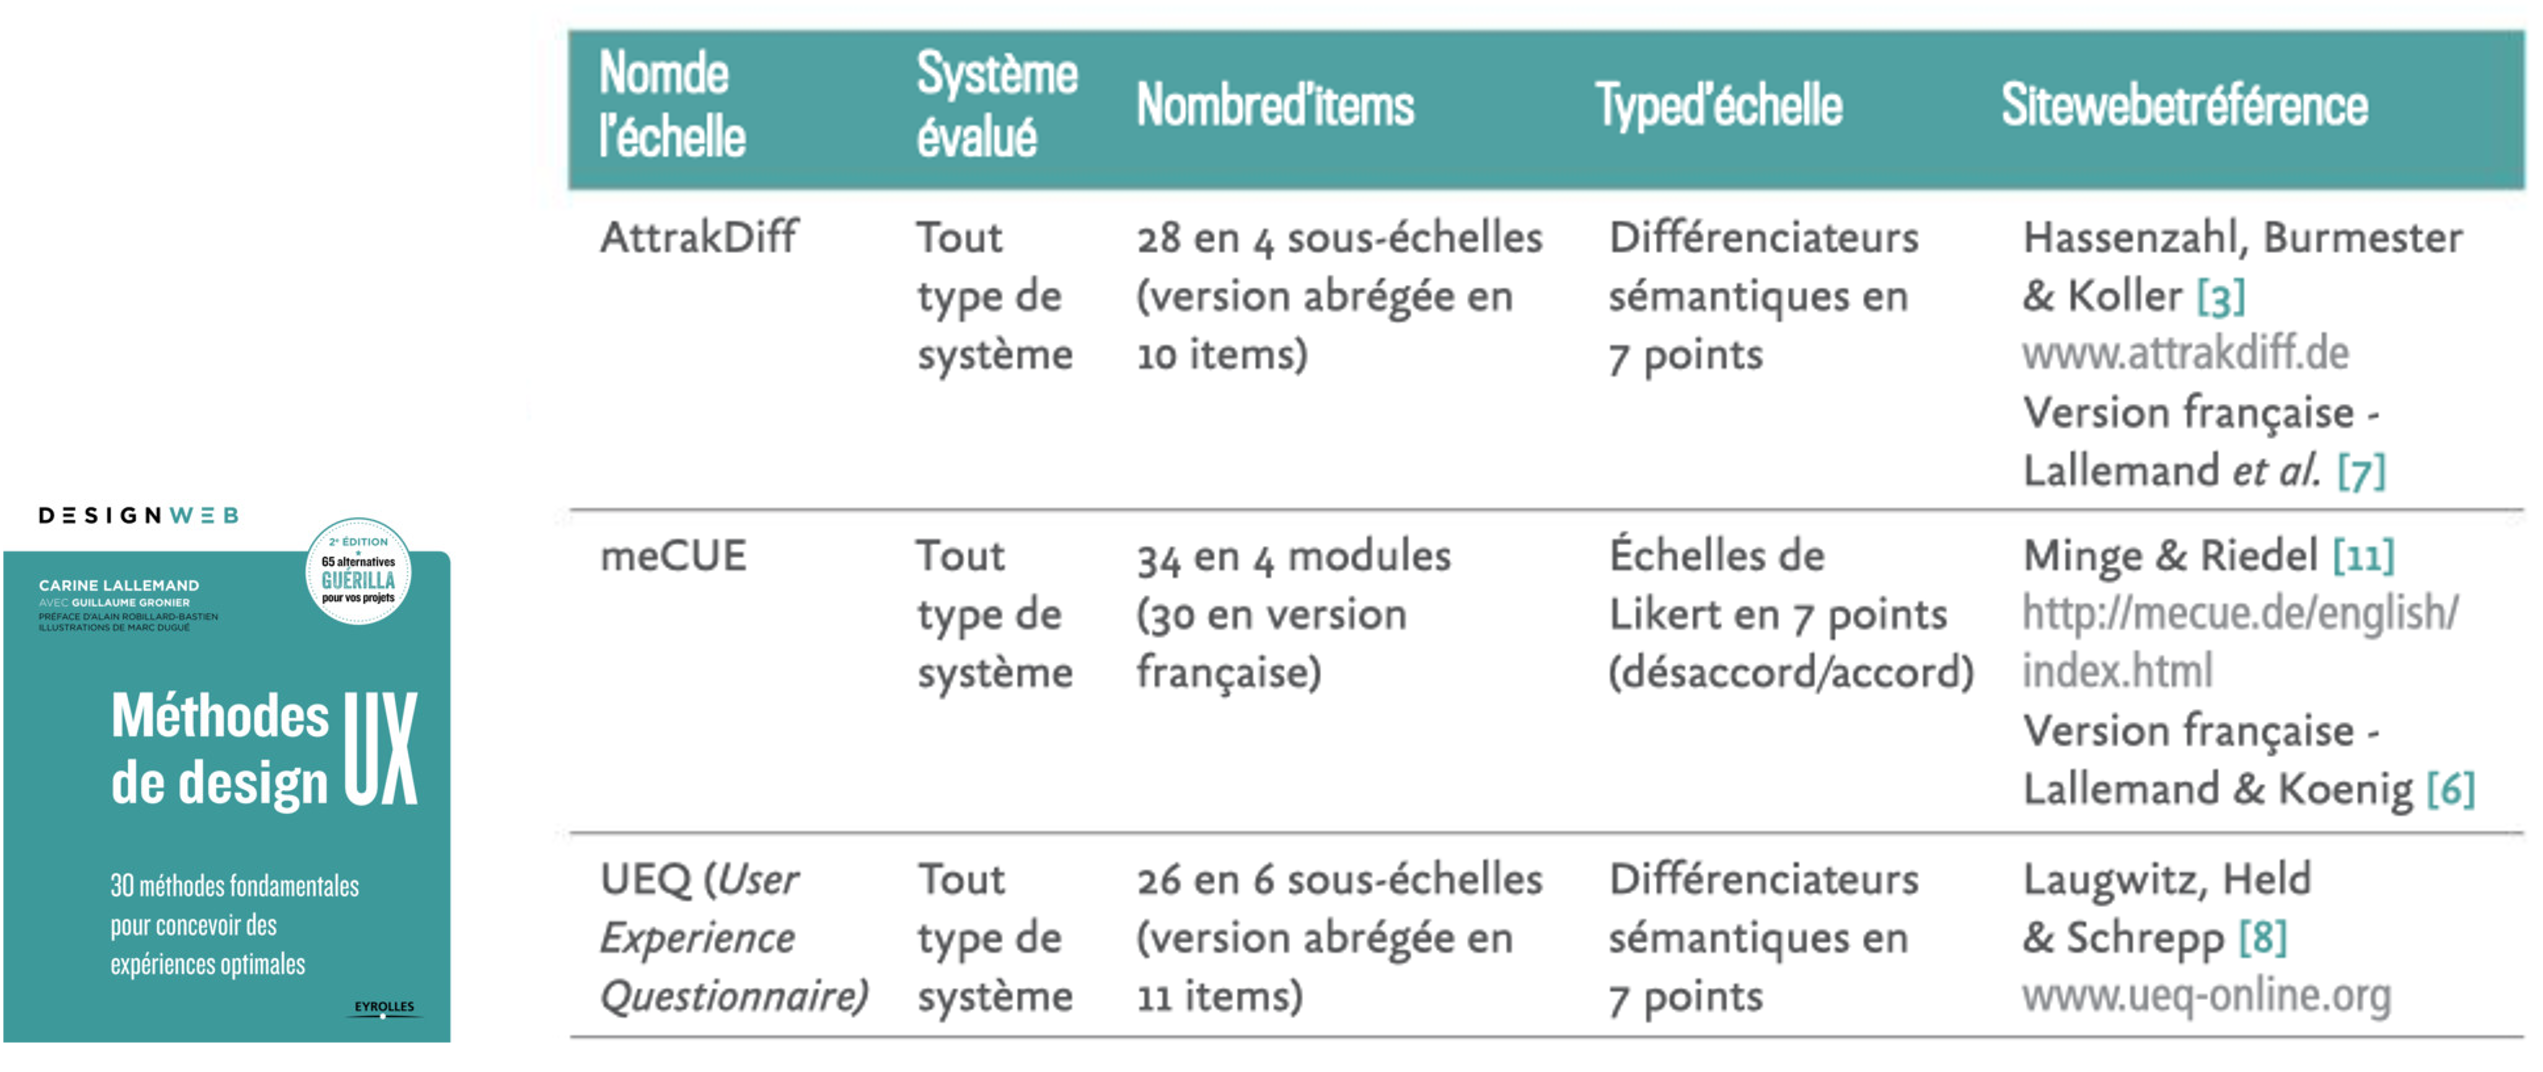 Nomde
l'échelle
Système
évalué
Nombred'items
Typed'échelle
Sitewebetréférence
AttrakDiff
Tout
type de
système
28 en 4 sous-échelles
(version abrégée en
10 items)
Différenciateurs
sémantiques en
7 points
Hassenzahl, Burmester
& Koller [3]
www.attrakdiff.de
Version française -
Lallemand et al. [7]
meCUE
Tout
type de
système
34 en 4 modules
(30 en version
française)
Échelles de
Likert en 7 points
(désaccord/accord)
Minge & Riedel [11]
http://mecue.de/english/
index.html
Version française -
Lallemand & Koenig [6]
UEQ (User
Experience
Questionnaire)
Tout
type de
système
26 en 6 sous-échelles
(version abrégée en
11 items)
Différenciateurs
sémantiques en
7 points
Laugwitz, Held
& Schrepp [8]
www.ueq-online.org
DESIGNWEB
2e ÉDITION
65 alternatives
GUÉRILLA
pour vos projets
CARINE LALLEMAND
AVEC GUILLAUME GRONIER
PRÉFACE D'ALAIN ROBILLARD-BASTIEN
ILLUSTRATIONS DE MARC DUGUÉ
Méthodes
de design UX
30 méthodes fondamentales
pour concevoir des
expériences optimales
EYROLLES